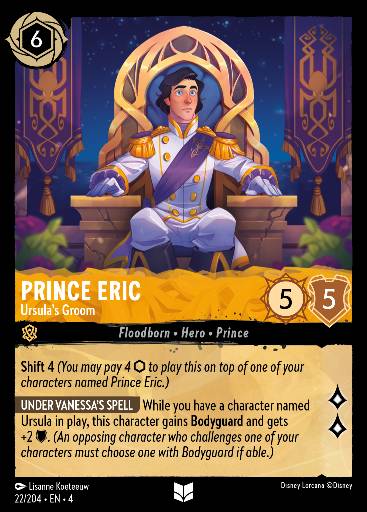 6
PRINCE ERIC
Ursula's Groom
5
5
Floodborn • Hero • Prince
Shift 4 (You may pay 4 to play this on top of one of your
characters named Prince Eric.)
UNDER VANESSA'S SPELL While you have a character named
Ursula in play, this character gains Bodyguard and gets
+2. (An opposing character who challenges one of your
characters must choose one with Bodyguard if able.)
Lisanne Koeteeuw
22/204 • EN • 4
Disney Lorcana ©Disney